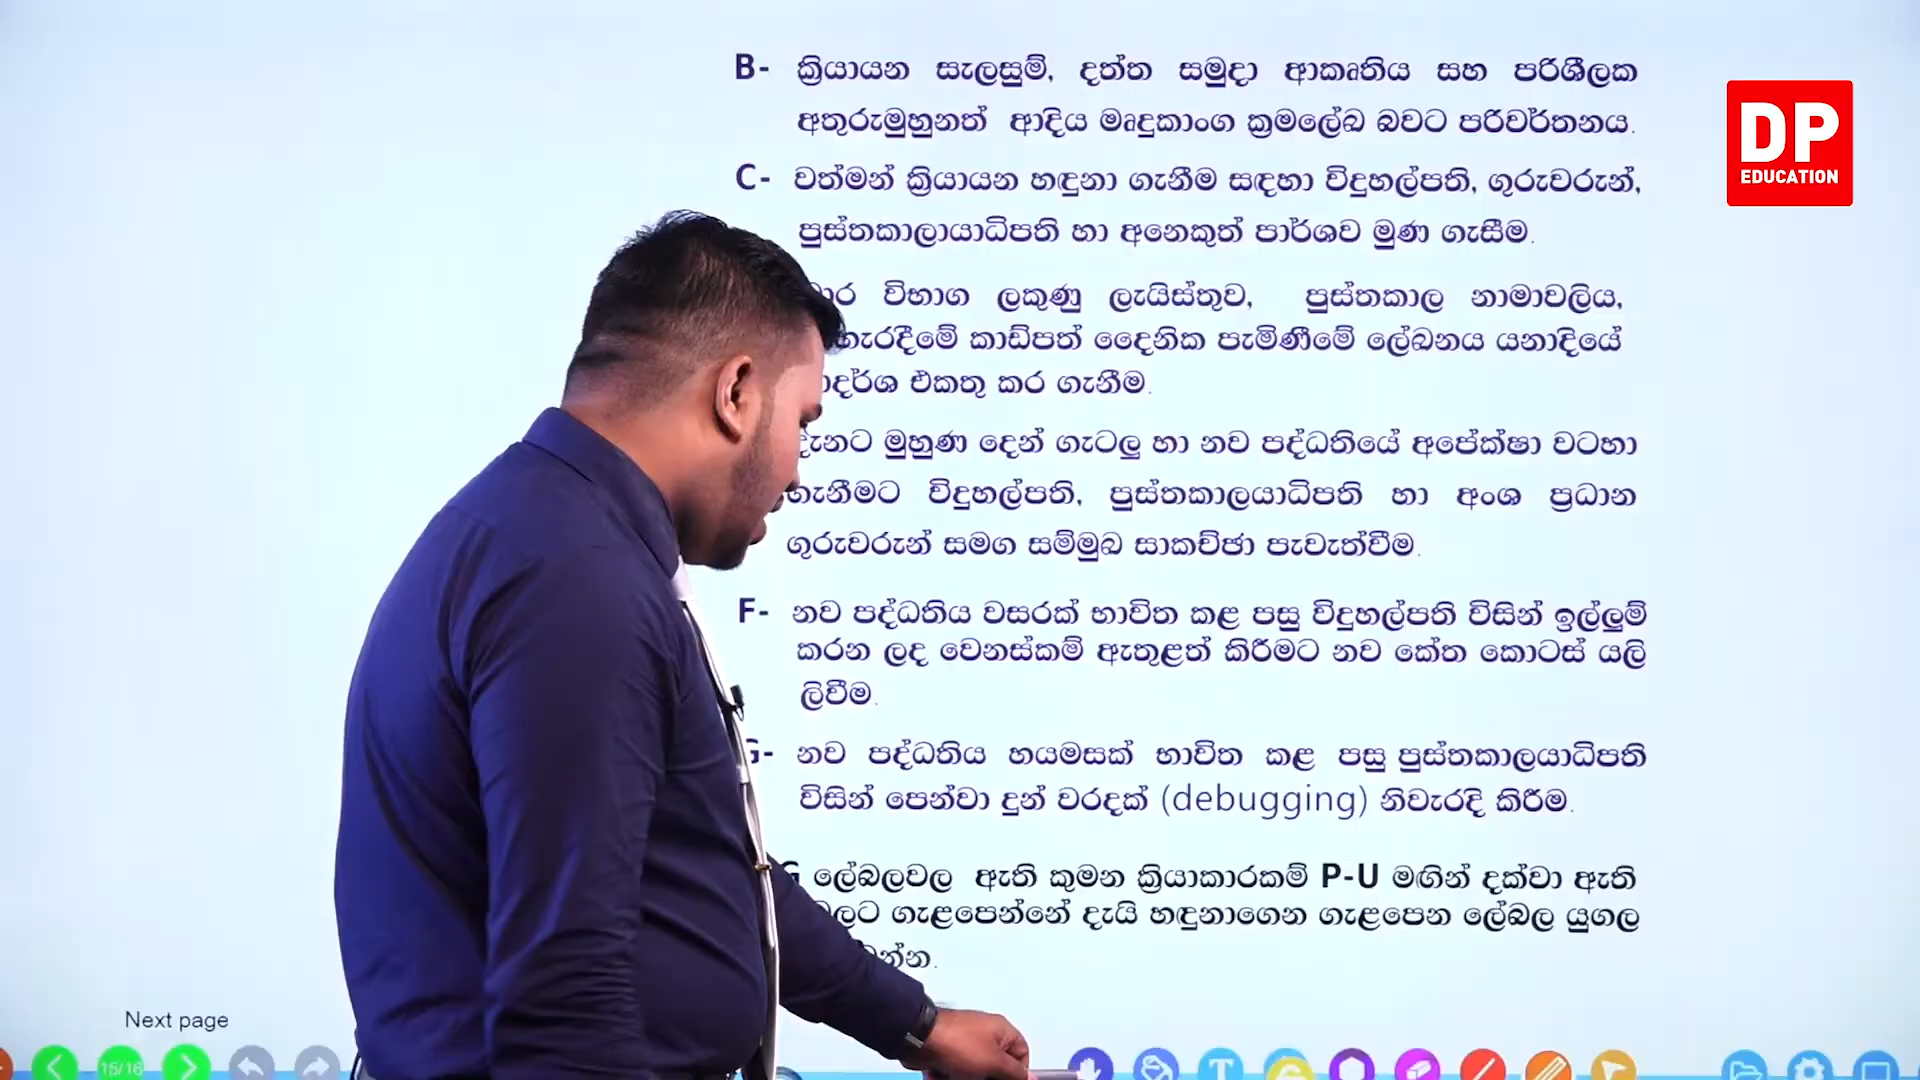 B- ක්‍රියායන සැලසුම්, දත්ත සමුදා ආකෘතිය සහ පරිශීලක
අතුරුමුහුනත් ආදිය මෘදුකාංග ක්‍රමලේඛ බවට පරිවර්තනය.
C- වත්මන් ක්‍රියායන හඳුනා ගැනීම සඳහා විදුහල්පති, ගුරුවරුන්,
පුස්තකාලායාධිපති හා අනෙකුත් පාර්ශව මුණ ගැසීම.
විභාග ලකුණු ලැයිස්තුව, පුස්තකාල නාමාවලිය,
කාඩ්පත් දෛනික පැමිණීමේ ලේඛනය යනාදියේ
එකතු කර ගැනීම.
මුහුණ දෙන් ගැටලු හා නව පද්ධතියේ අපේක්ෂා වටහා
ගැනීමට විදුහල්පති, පුස්තකාලයාධිපති හා අංශ ප්‍රධාන
ගුරුවරුන් සමග සම්මුඛ සාකච්ඡා පැවැත්වීම.
F- නව පද්ධතිය වසරක් භාවිත කළ පසු විදුහල්පති විසින් ඉල්ලුම්
කරන ලද වෙනස්කම් ඇතුළත් කිරීමට නව කේත කොටස් යලි
ලිවීම.
G- නව පද්ධතිය හයමසක් භාවිත කළ පසු පුස්තකාලයාධිපති
විසින් පෙන්වා දුන් වරදක් (debugging) නිවැරදි කිරීම.
G ලේබලවල ඇති කුමන ක්‍රියාකාරකම් P-U මඟින් දක්වා ඇති
ගැළපෙන්නේ දැයි හඳුනාගෙන ගැළපෙන ලේබල යුගල
DP
EDUCATION
Next page
15/16